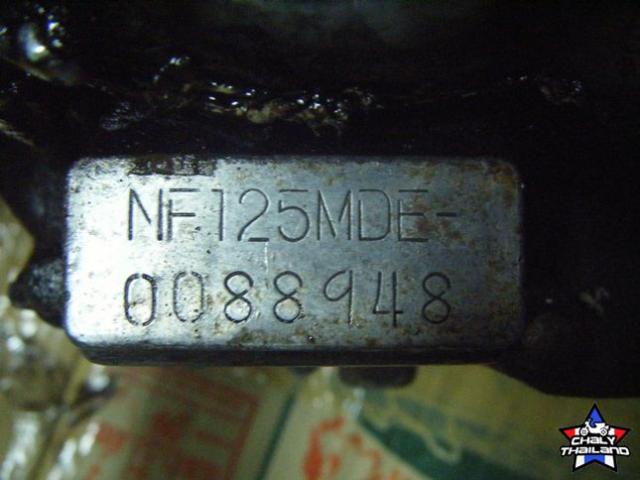 NF125MDE-
0088948
CHALY
THAILAND